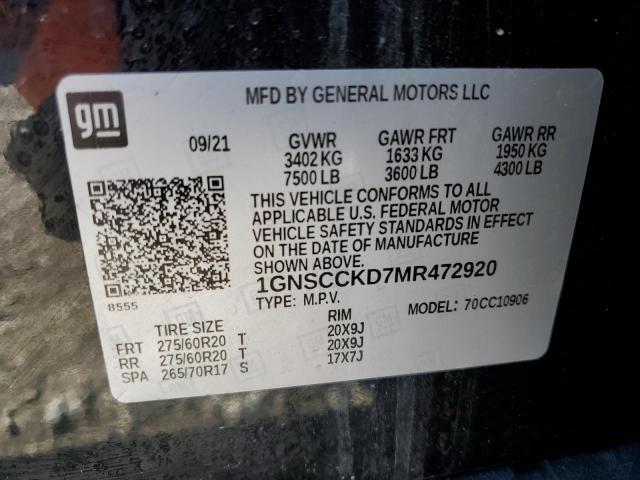 gm
MFD BY GENERAL MOTORS LLC
09/21 GVWR GAWR FRT GAWR RR
3402 KG 1633 KG 1950 KG
7500 LB 3600 LB 4300 LB
THIS VEHICLE CONFORMS TO ALL
APPLICABLE U.S. FEDERAL MOTOR
VEHICLE SAFETY STANDARDS IN EFFECT
ON THE DATE OF MANUFACTURE
SHOWN ABOVE.
1GNSCCKD7MR472920
8555
TYPE: M.P.V. MODEL: 70CC10906
TIRE SIZE RIM
FRT 275/60R20 T 20X9J
RR 275/60R20 T 20X9J
SPA 265/70R17 S 17X7J